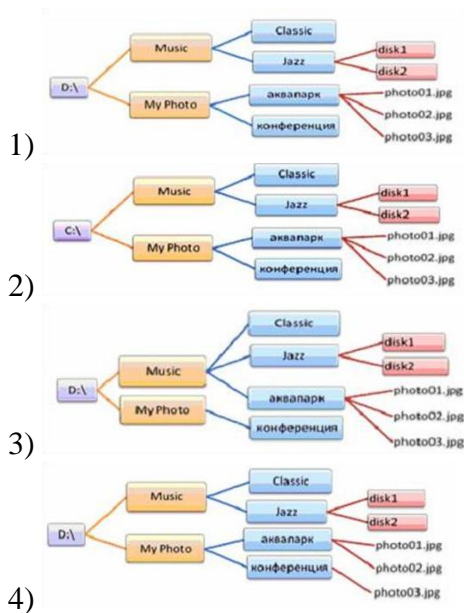 Classic
Music
Jazz
disk1
disk2
D:\
My Photo
аквапарк
photo01.jpg
photo02.jpg
конференция
photo03.jpg
1)
Classic
Music
Jazz
disk1
disk2
C:\
My Photo
аквапарк
photo01.jpg
photo02.jpg
конференция
photo03.jpg
2)
Classic
Music
Jazz
disk1
disk2
D:\
аквапарк
photo01.jpg
My Photo
photo02.jpg
конференция
photo03.jpg
3)
Classic
Music
Jazz
disk1
disk2
D:\
My Photo
аквапарк
photo01.jpg
photo02.jpg
конференция
photo03.jpg
4)